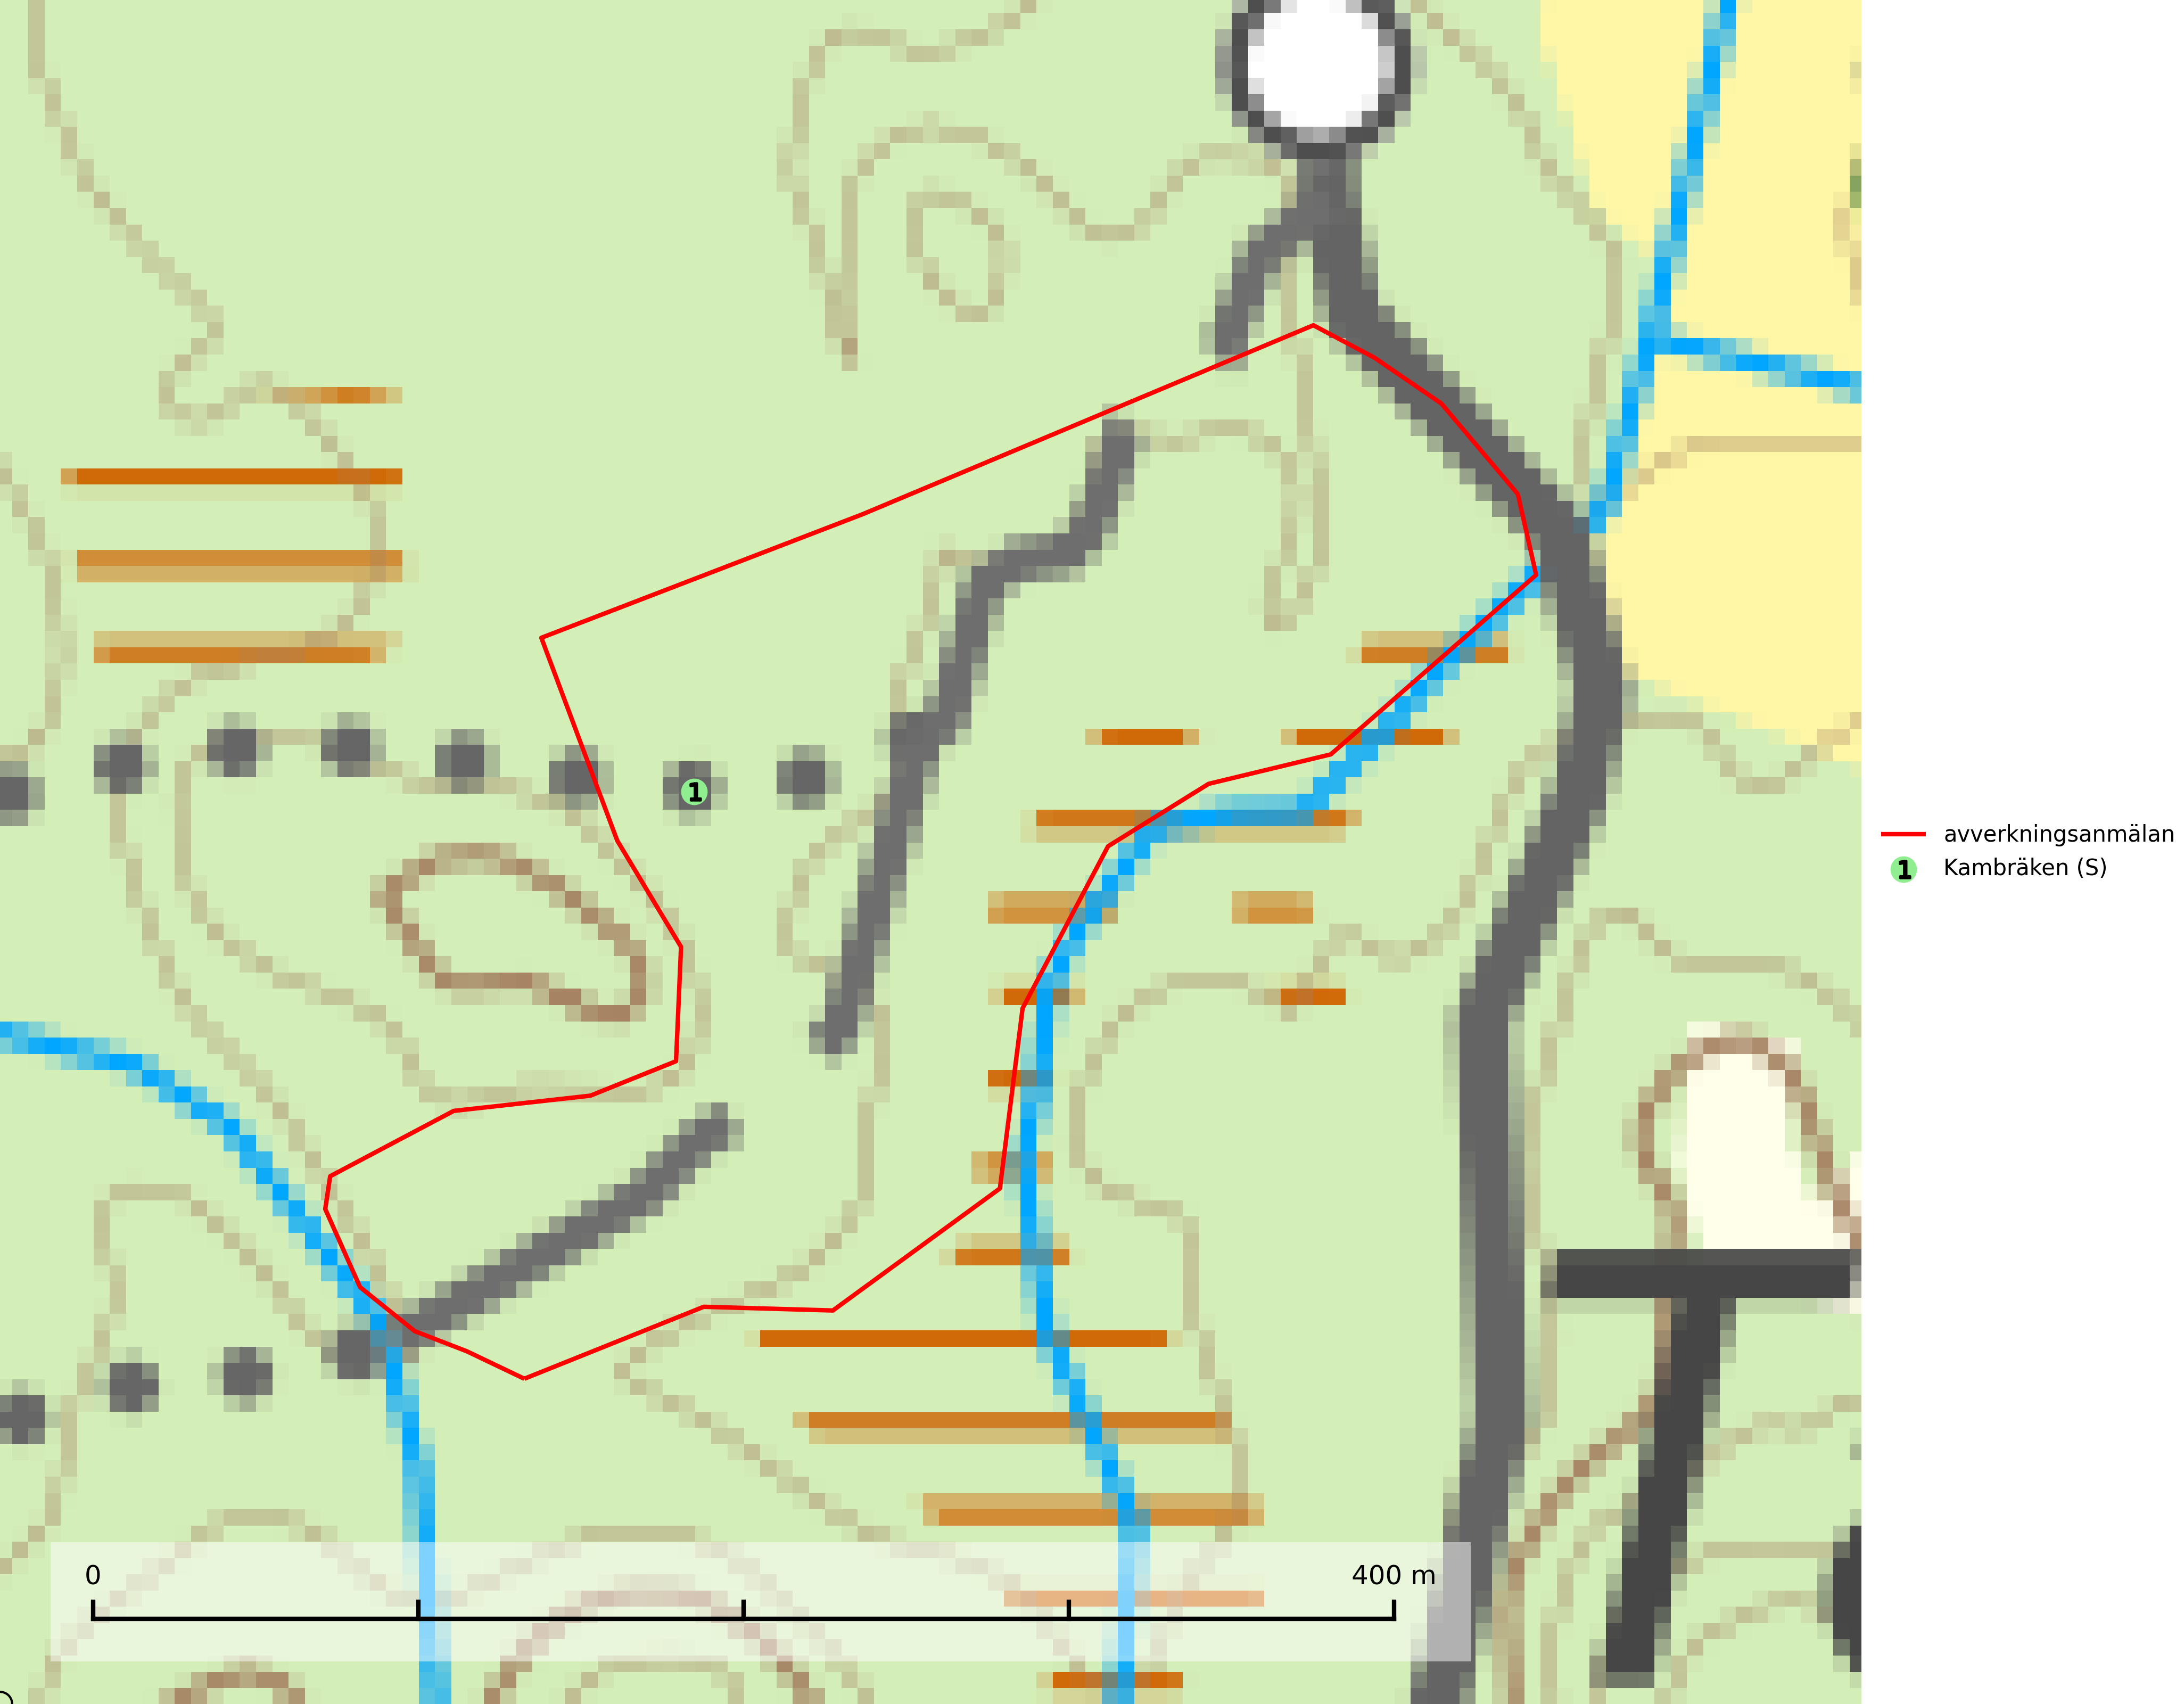 1
avverkningsanmälan
1 Kambräken (S)
0 400 m